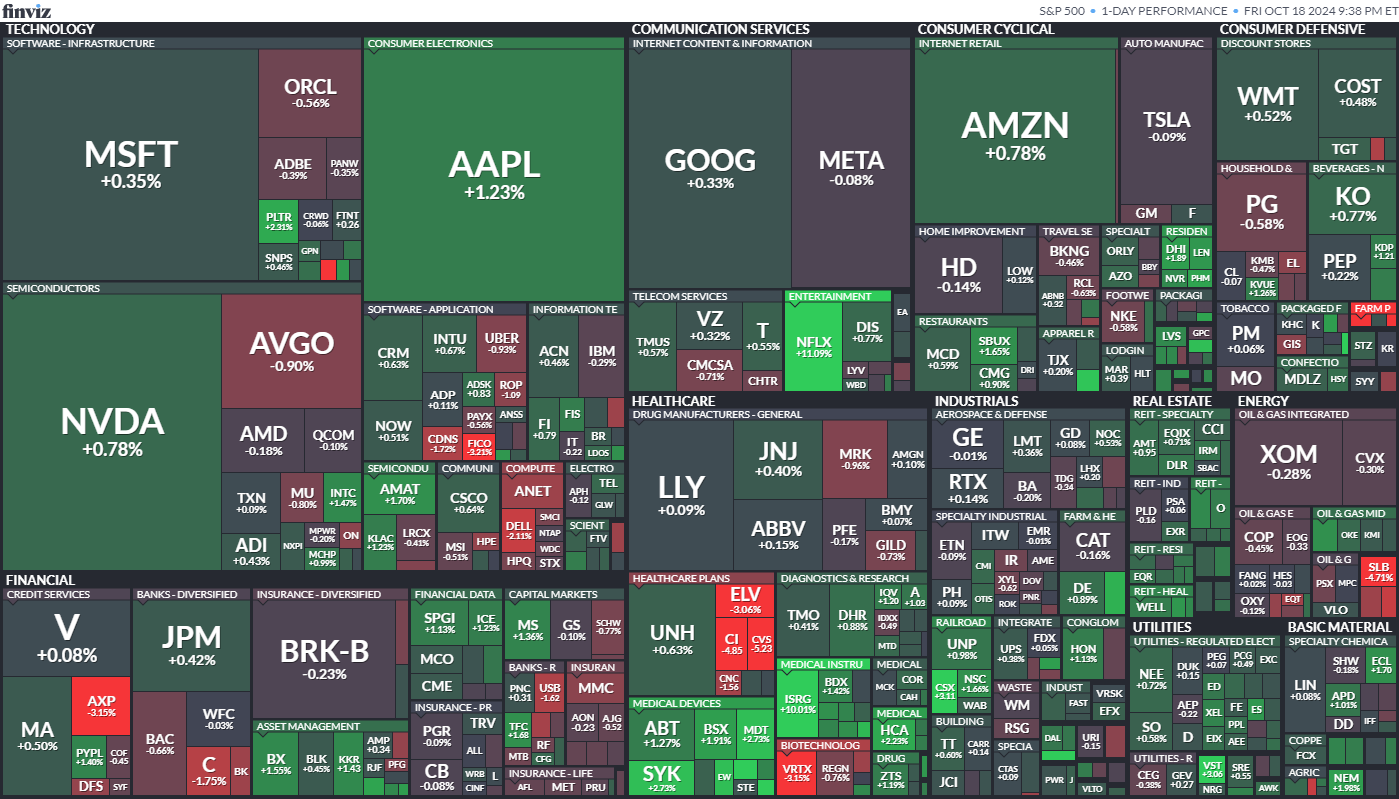 finviz
S&P 500 • 1-DAY PERFORMANCE • FRI OCT 18 2024 9:38 PM ET
TECHNOLOGY
SOFTWARE - INFRASTRUCTURE
MSFT
+0.35%
ORCL
-0.56%
ADBE
-0.39%
PANW
-0.35%
PLTR
+2.31%
CRWD
-0.06%
FTNT
+0.26
SNPS
+0.46%
GPN
CONSUMER ELECTRONICS
AAPL
+1.23%
SEMICONDUCTORS
NVDA
+0.78%
AVGO
-0.90%
AMD
-0.18%
QCOM
-0.10%
TXN
+0.09%
MU
-0.80%
INTC
+1.47%
ADI
+0.43%
NXPI
MPWR
-0.20%
ON
MCHP
+0.99%
SOFTWARE - APPLICATION
CRM
+0.63%
INTU
+0.67%
UBER
-0.93%
NOW
+0.51%
ADP
+0.11%
ADSK
+0.83
ROP
-1.09
PAYX
-0.56%
ANSS
CDNS
-1.72%
FICO
-3.21%
INFORMATION TE
ACN
+0.46%
IBM
-0.29%
FI
+0.79
FIS
IT
-0.22
BR
LDOS
SEMICONDU
AMAT
+1.70%
KLAC
+1.23%
LRCX
-0.41%
COMMUNI
CSCO
+0.64%
MSI
-0.51%
HPE
COMPUTE
ANET
DELL
-2.11%
SMCI
NTAP
WDC
HPQ
STX
ELECTRO
APH
-0.12
TEL
GLW
SCIENT
FTV
COMMUNICATION SERVICES
INTERNET CONTENT & INFORMATION
GOOG
+0.33%
META
-0.08%
TELECOM SERVICES
TMUS
+0.57%
VZ
+0.32%
T
+0.55%
CMCSA
-0.71%
CHTR
ENTERTAINMENT
NFLX
+11.09%
DIS
+0.77%
LYV
WBD
EA
CONSUMER CYCLICAL
INTERNET RETAIL
AMZN
+0.78%
AUTO MANUFAC
TSLA
-0.09%
GM
F
HOME IMPROVEMENT
HD
-0.14%
LOW
+0.12%
TRAVEL SE
BKNG
-0.46%
ABNB
+0.32
RCL
-0.63%
SPECIALT
ORLY
AZO
BBY
RESIDEN
DHI
+1.89
LEN
NVR
PHM
RESTAURANTS
MCD
+0.59%
SBUX
+1.65%
CMG
+0.90%
DRI
APPAREL R
TJX
+0.20%
FOOTWE
NKE
-0.58%
PACKAGI
LODGIN
MAR
+0.39
HLT
LVS
GPC
CONSUMER DEFENSIVE
DISCOUNT STORES
WMT
+0.52%
COST
+0.48%
TGT
HOUSEHOLD &
PG
-0.58%
CL
-0.07
KMB
-0.47%
EL
KVUE
+1.26%
BEVERAGES - N
KO
+0.77%
PEP
+0.22%
KDP
+1.21
TOBACCO
PM
+0.06%
MO
PACKAGED F
KHC
K
GIS
CONFECTIO
MDLZ
HSY
FARM P
STZ
KR
SYY
HEALTHCARE
DRUG MANUFACTURERS - GENERAL
LLY
+0.09%
JNJ
+0.40%
MRK
-0.96%
AMGN
+0.10%
ABBV
+0.15%
PFE
-0.17%
BMY
+0.07%
GILD
-0.73%
HEALTHCARE PLANS
UNH
+0.63%
ELV
-3.06%
CI
-4.85
CVS
-5.23
CNC
-1.56
DIAGNOSTICS & RESEARCH
TMO
+0.41%
DHR
+0.88%
IQV
+1.20
A
+1.03
IDXX
-0.49
MTD
MEDICAL INSTRU
ISRG
+10.01%
BDX
+1.42%
MEDICAL
MCK
COR
CAH
MEDICAL DEVICES
ABT
+1.27%
BSX
+1.91%
MDT
+2.73%
SYK
+2.73%
EW
STE
MEDICAL
HCA
+2.23%
BIOTECHNOLOG
VRTX
-3.15%
REGN
-0.76%
DRUG
ZTS
+1.19%
INDUSTRIALS
AEROSPACE & DEFENSE
GE
-0.01%
LMT
+0.36%
GD
+0.08%
NOC
+0.53%
RTX
+0.14%
BA
-0.20%
TDG
-0.34
LHX
+0.20
SPECIALTY INDUSTRIAL
ETN
-0.09%
ITW
EMR
-0.01%
CMI
IR
AME
PH
+0.09%
OTIS
XYL
-0.62
DOV
ROK
PNR
FARM & HE
CAT
-0.16%
DE
+0.89%
RAILROAD
UNP
+0.98%
CSX
+3.11
NSC
+1.66%
WAB
INTEGRATE
UPS
+0.38%
FDX
+0.05%
CONGLOM
HON
+1.13%
WASTE
WM
RSG
INDUST
FAST
VRSK
EFX
BUILDING
TT
+0.60%
CARR
+0.14
JCI
SPECIA
CTAS
+0.09
DAL
URI
-0.15
PWR
J
VLTO
REAL ESTATE
REIT - SPECIALTY
AMT
+0.95
EQIX
+0.71%
CCI
IRM
DLR
SBAC
REIT - IND
PLD
-0.16
PSA
+0.06
EXR
REIT -
O
REIT - RESI
EQR
REIT - HEAL
WELL
ENERGY
OIL & GAS INTEGRATED
XOM
-0.28%
CVX
-0.30%
OIL & GAS E
COP
-0.45%
EOG
-0.33
FANG
+0.02%
HES
-0.03
OXY
-0.12%
EQT
OIL & GAS MID
OKE
KMI
OIL & G
PSX
MPC
VLO
SLB
-4.71%
UTILITIES
UTILITIES - REGULATED ELECT
NEE
+0.72%
DUK
+0.15
PEG
+0.07
PCG
+0.49
EXC
SO
+0.58%
AEP
-0.22
ED
XEL
FE
ES
D
EIX
PPL
AEE
UTILITIES - R
CEG
-0.38%
GEV
+0.27
VST
+3.06
SRE
+0.55
NRG
AWK
BASIC MATERIAL
SPECIALTY CHEMICA
LIN
+0.08%
SHW
-0.18%
ECL
+1.70
APD
+1.01%
DD
IFF
COPPE
FCX
AGRIC
NEM
+1.98%
FINANCIAL
CREDIT SERVICES
V
+0.08%
MA
+0.50%
AXP
-3.15%
PYPL
+1.40%
COF
-0.45
DFS
SYF
BANKS - DIVERSIFIED
JPM
+0.42%
BAC
-0.66%
WFC
-0.03%
C
-1.75%
BK
INSURANCE - DIVERSIFIED
BRK-B
-0.23%
ASSET MANAGEMENT
BX
+1.55%
BLK
+0.45%
KKR
+1.43
AMP
+0.34
RJF
PFG
FINANCIAL DATA
SPGI
+1.13%
ICE
+1.23%
MCO
CME
INSURANCE - PR
PGR
-0.09%
TRV
ALL
CB
-0.08%
WRB
L
CINF
CAPITAL MARKETS
MS
+1.36%
GS
-0.10%
SCHW
-0.77%
BANKS - R
PNC
+0.31
USB
-1.62
TFC
+1.68
MTB
RF
CFG
INSURAN
MMC
AON
-0.23
AJG
-0.52
INSURANCE - LIFE
AFL
MET
PRU